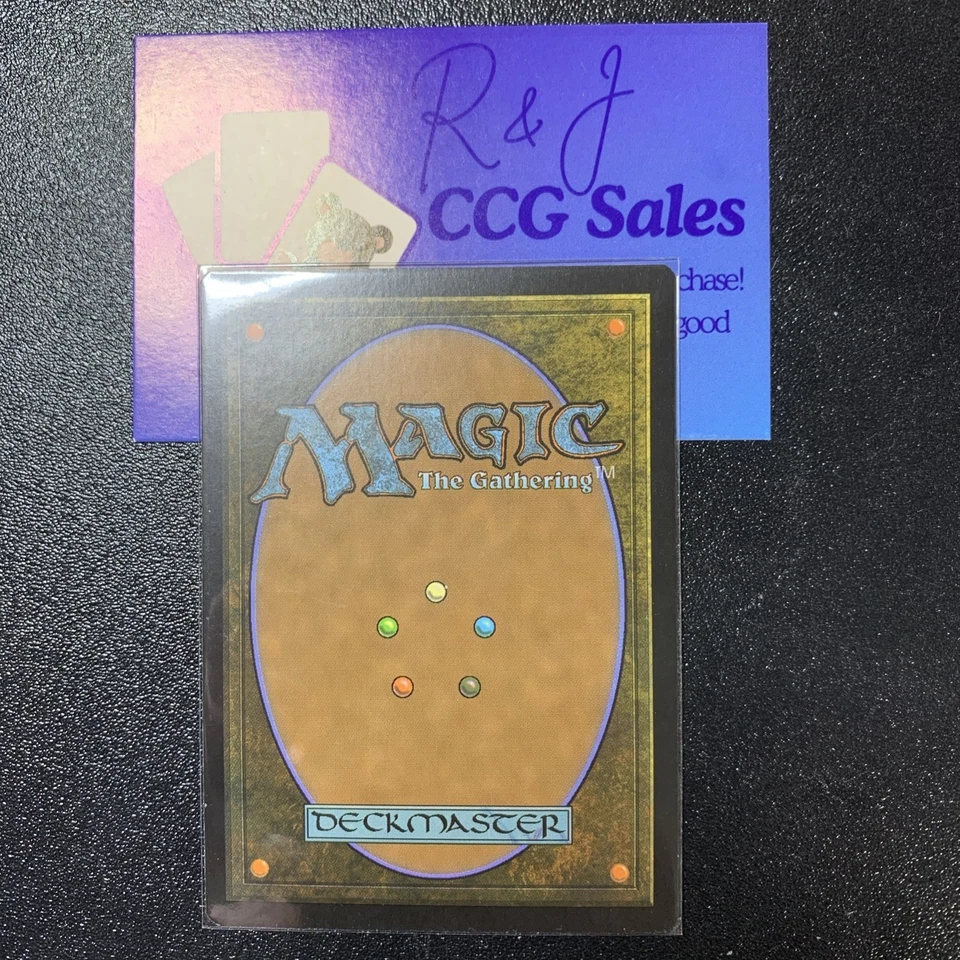 R & J
CCG Sales
chase!
good
MAGIC
The Gathering™
DECKMASTER